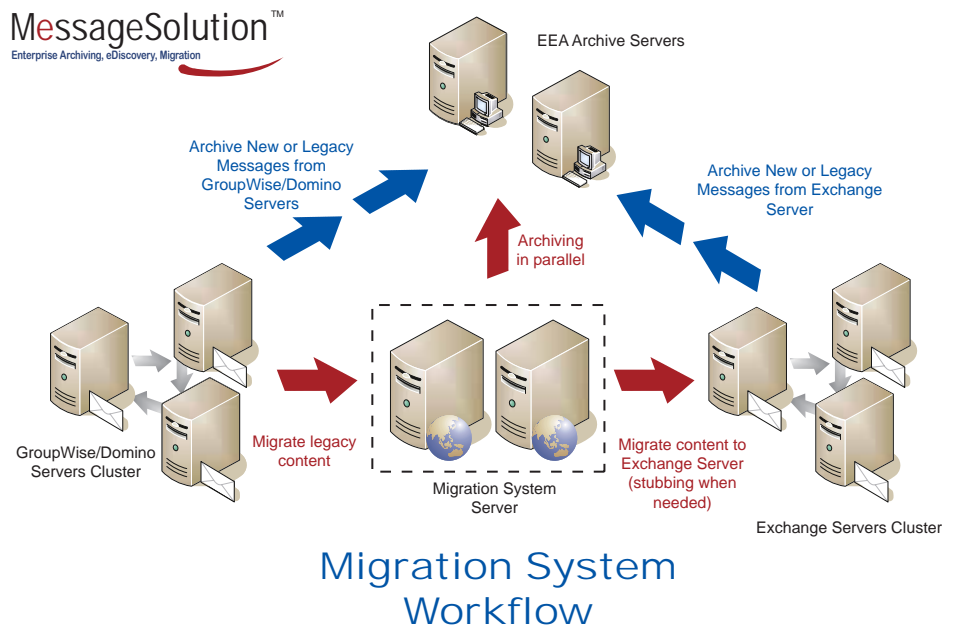 MessageSolution™
Enterprise Archiving, eDiscovery, Migration
EEA Archive Servers
Archive New or Legacy
Messages from
GroupWise/Domino
Servers
Archive New or Legacy
Messages from Exchange
Server
Archiving
in parallel
GroupWise/Domino
Servers Cluster
Migrate legacy
content
Migration System
Server
Migrate content to
Exchange Server
(stubbing when
needed)
Exchange Servers Cluster
Migration System
Workflow